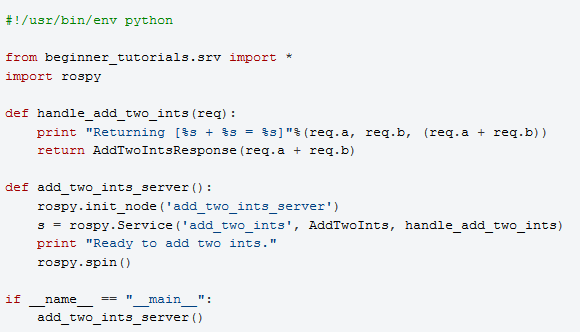 #!/usr/bin/env python

from beginner_tutorials.srv import *
import rospy

def handle_add_two_ints(req):
    print "Returning [%s + %s = %s]"%(req.a, req.b, (req.a + req.b))
    return AddTwoIntsResponse(req.a + req.b)

def add_two_ints_server():
    rospy.init_node('add_two_ints_server')
    s = rospy.Service('add_two_ints', AddTwoInts, handle_add_two_ints)
    print "Ready to add two ints."
    rospy.spin()

if __name__ == "__main__":
    add_two_ints_server()